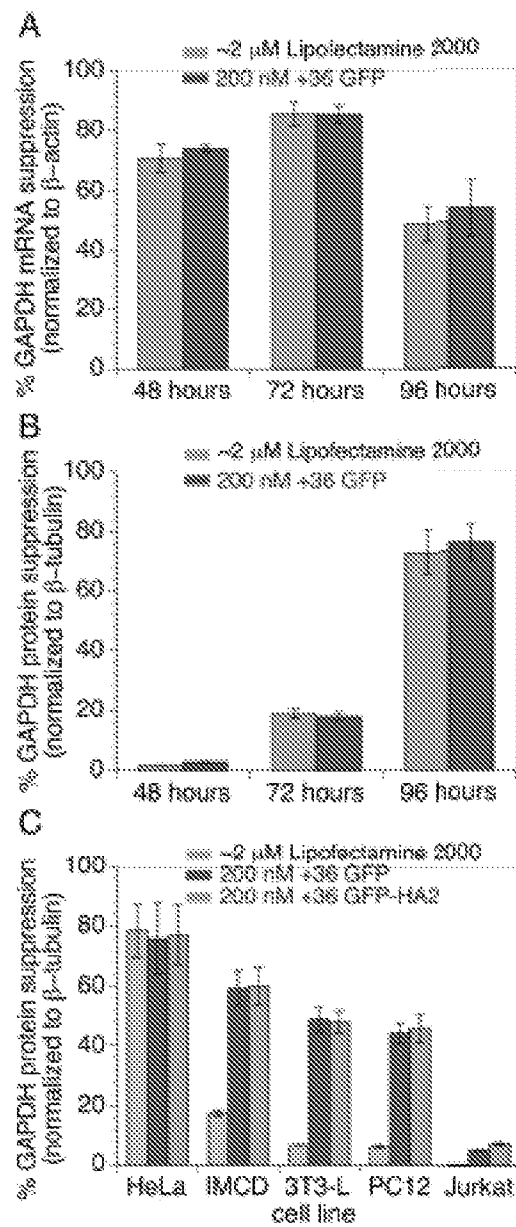 A
~2 µM Lipofectamine 2000
200 nM +36 GFP
% GAPDH mRNA suppression
(normalized to β-actin)
100
80
60
40
20
0
48 hours 72 hours 96 hours
B
~2 µM Lipofectamine 2000
200 nM +36 GFP
% GAPDH protein suppression
(normalized to β-tubulin)
100
80
60
40
20
0
48 hours 72 hours 96 hours
C
~2 µM Lipofectamine 2000
200 nM +36 GFP
200 nM +36 GFP-HA2
% GAPDH protein suppression
(normalized to β-tubulin)
100
80
60
40
20
0
HeLa IMCD 3T3-L PC12 Jurkat
cell line